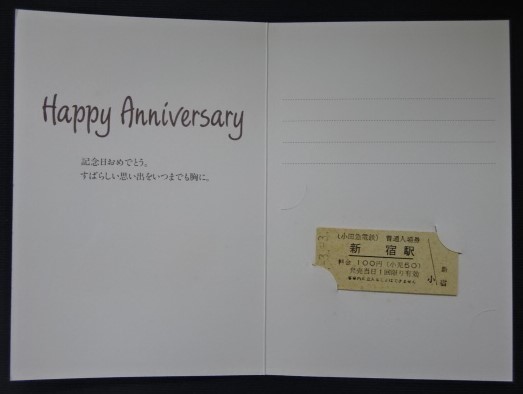 Happy Anniversary
記念日おめでとう。
すばらしい思い出をいつまでも胸に。
(小田急電鉄) 普通入場券
新宿駅
料金 100円 (小児50)
発売当日1回限り有効
小
新宿